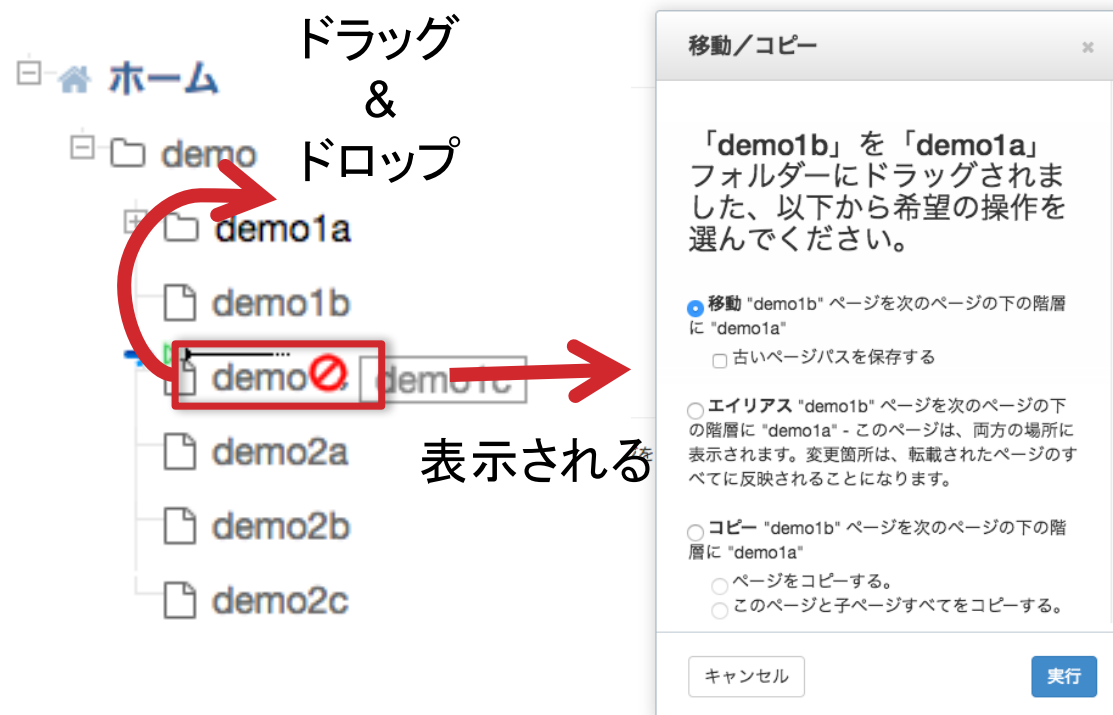 ドラッグ
&
ドロップ
ホーム
demo
demo1a
demo1b
demo
demo1c
demo2a
demo2b
demo2c
表示される
を
移動／コピー
×
「demo1b」を「demo1a」
フォルダーにドラッグされま
した、以下から希望の操作を
選んでください。
移動 "demo1b" ページを次のページの下の階層
に "demo1a"
古いページパスを保存する
エイリアス "demo1b" ページを次のページの下
の階層に "demo1a" - このページは、両方の場所に
表示されます。変更箇所は、転載されたページのす
べてに反映されることになります。
コピー "demo1b" ページを次のページの下の階
層に "demo1a"
ページをコピーする。
このページと子ページすべてをコピーする。
キャンセル
実行